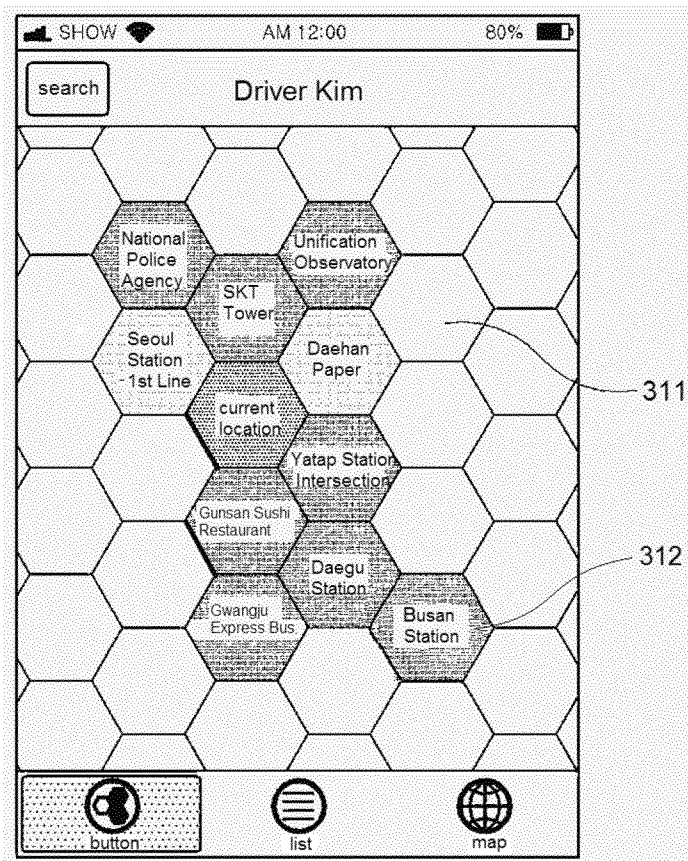 SHOW AM 12:00 80%
search
Driver Kim
National
Police
Agency
Unification
Observatory
SKT
Tower
Seoul
Station
-1st Line
Daehan
Paper
311
current
location
Yatap Station
Intersection
Gunsan Sushi
Restaurant
Daegu
Station
312
Gwangju
Express Bus
Busan
Station
button list map